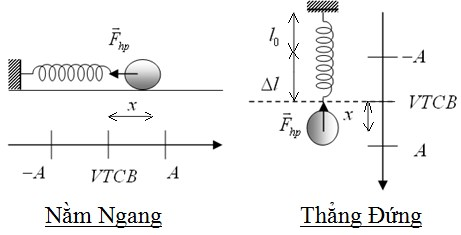 F⃗hp
x
−A
VTCB
A
Nằm Ngang
l0
Δl
F⃗hp
x
−A
VTCB
A
Thẳng Đứng